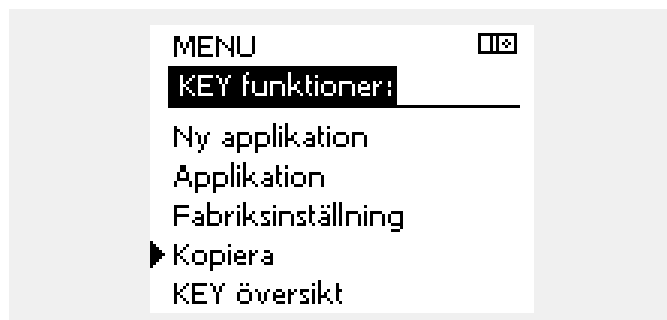 MENU
KEY funktioner:
Ny applikation
Applikation
Fabriksinställning
Kopiera
KEY översikt